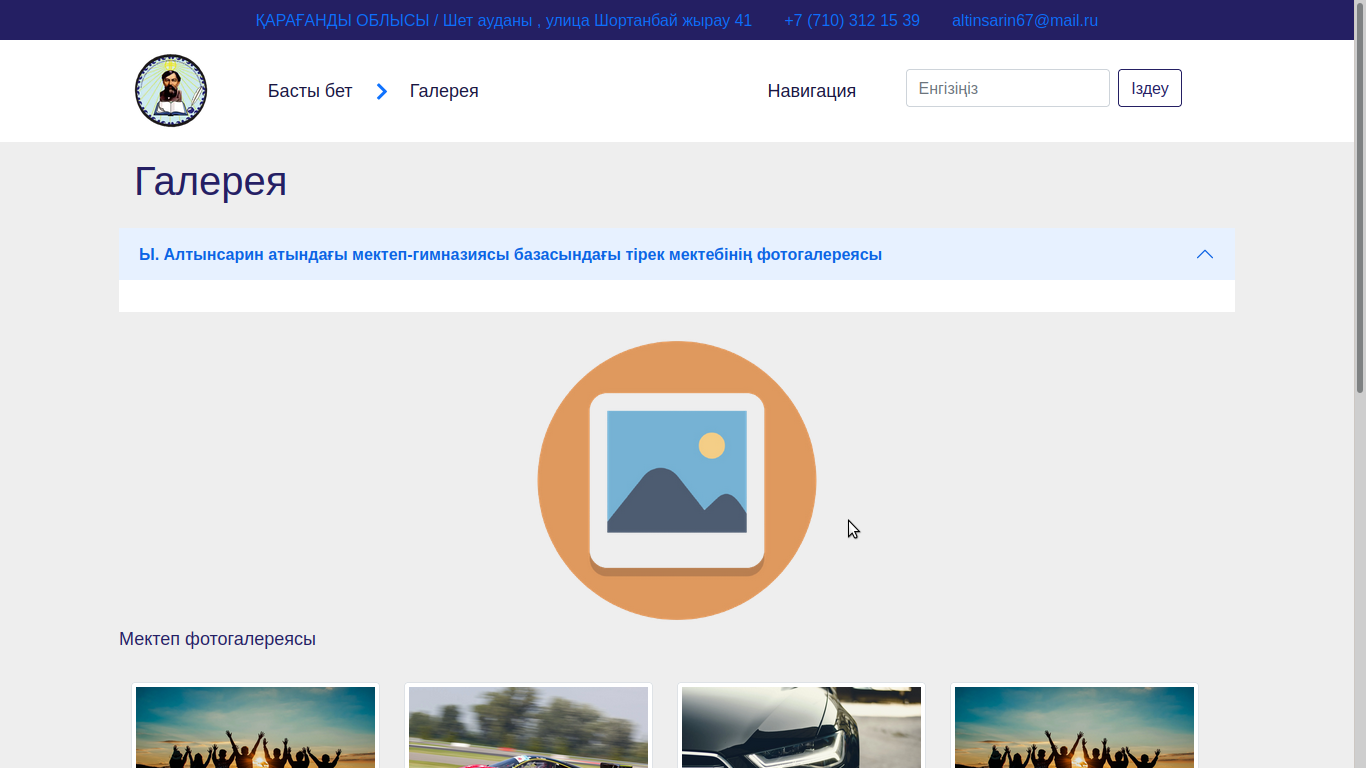 ҚАРАҒАНДЫ ОБЛЫСЫ / Шет ауданы , улица Шортанбай жырау 41 +7 (710) 312 15 39 altinsarin67@mail.ru
Басты бет Галерея Навигация Енгізіңіз Іздеу
Галерея
Ы. Алтынсарин атындағы мектеп-гимназиясы базасындағы тірек мектебінің фотогалереясы
Мектеп фотогалереясы